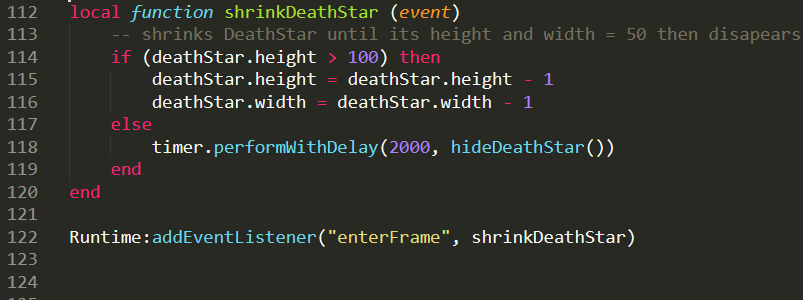 112 local function shrinkDeathStar (event)
113     -- shrinks DeathStar until its height and width = 50 then disapears
114     if (deathStar.height > 100) then
115         deathStar.height = deathStar.height - 1
116         deathStar.width = deathStar.width - 1
117     else
118         timer.performWithDelay(2000, hideDeathStar())
119     end
120 end
121
122 Runtime:addEventListener("enterFrame", shrinkDeathStar)
123
124